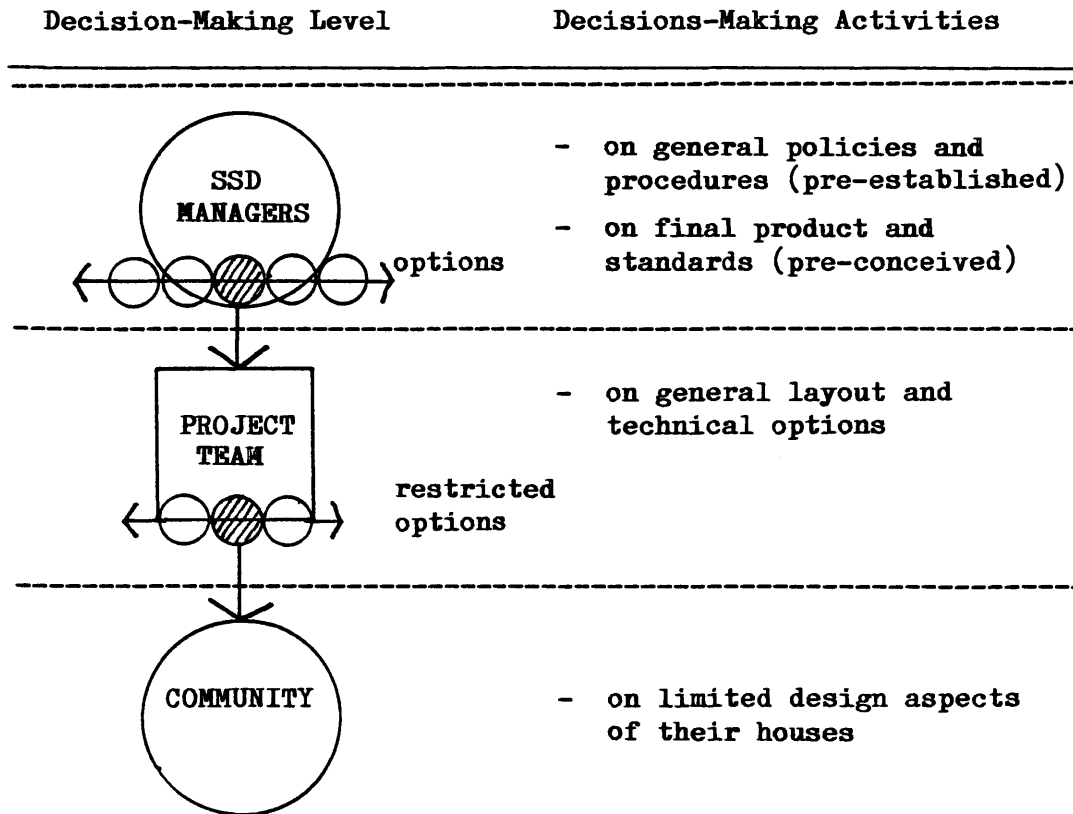 Decision-Making Level
Decisions-Making Activities
SSD
MANAGERS
options
- on general policies and
procedures (pre-established)
- on final product and
standards (pre-conceived)
PROJECT
TEAM
restricted
options
- on general layout and
technical options
COMMUNITY
- on limited design aspects
of their houses